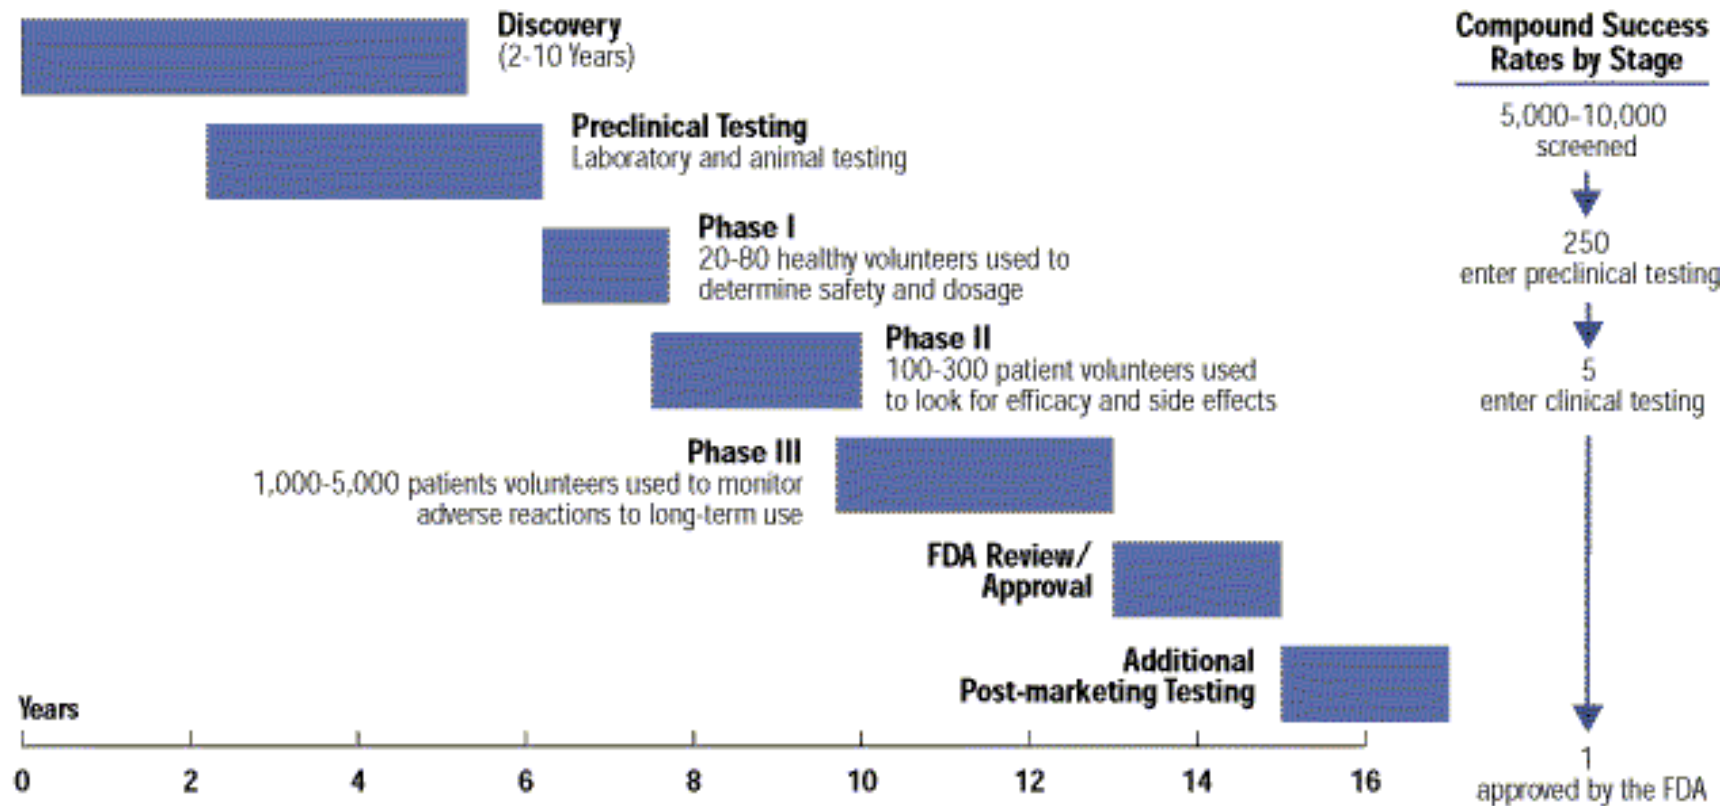 Discovery
(2-10 Years)
Preclinical Testing
Laboratory and animal testing
Phase I
20-80 healthy volunteers used to
determine safety and dosage
Phase II
100-300 patient volunteers used
to look for efficacy and side effects
Phase III
1,000-5,000 patients volunteers used to monitor
adverse reactions to long-term use
FDA Review/
Approval
Additional
Post-marketing Testing
Years
0 2 4 6 8 10 12 14 16
Compound Success
Rates by Stage
5,000-10,000
screened
250
enter preclinical testing
5
enter clinical testing
1
approved by the FDA